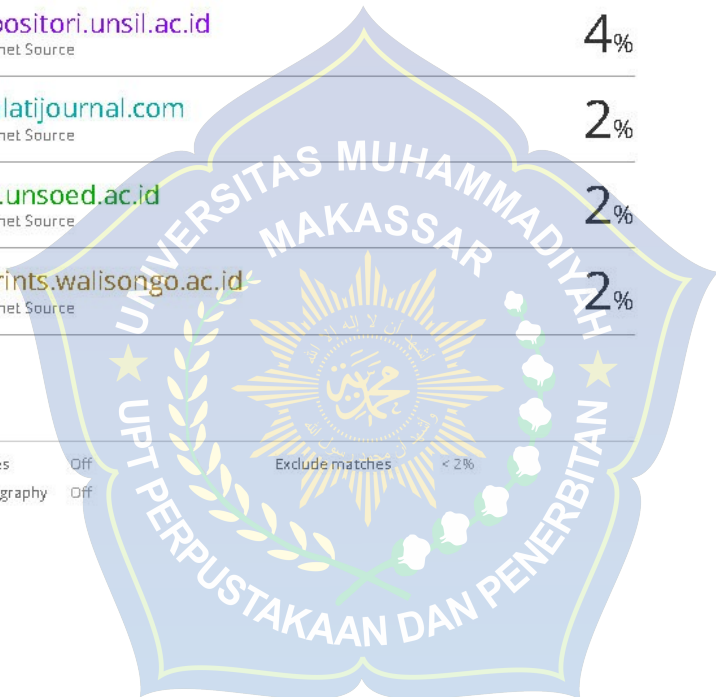 ositori.unsil.ac.id
4%
net Source
latijournal.com
2%
net Source
.unsoed.ac.id
2%
net Source
rints.walisongo.ac.id
2%
net Source
es Off Exclude matches < 2%
graphy Off
UNIVERSITAS MUHAMMADIYAH
MAKASSAR
UPT PERPUSTAKAAN DAN PENERBITAN